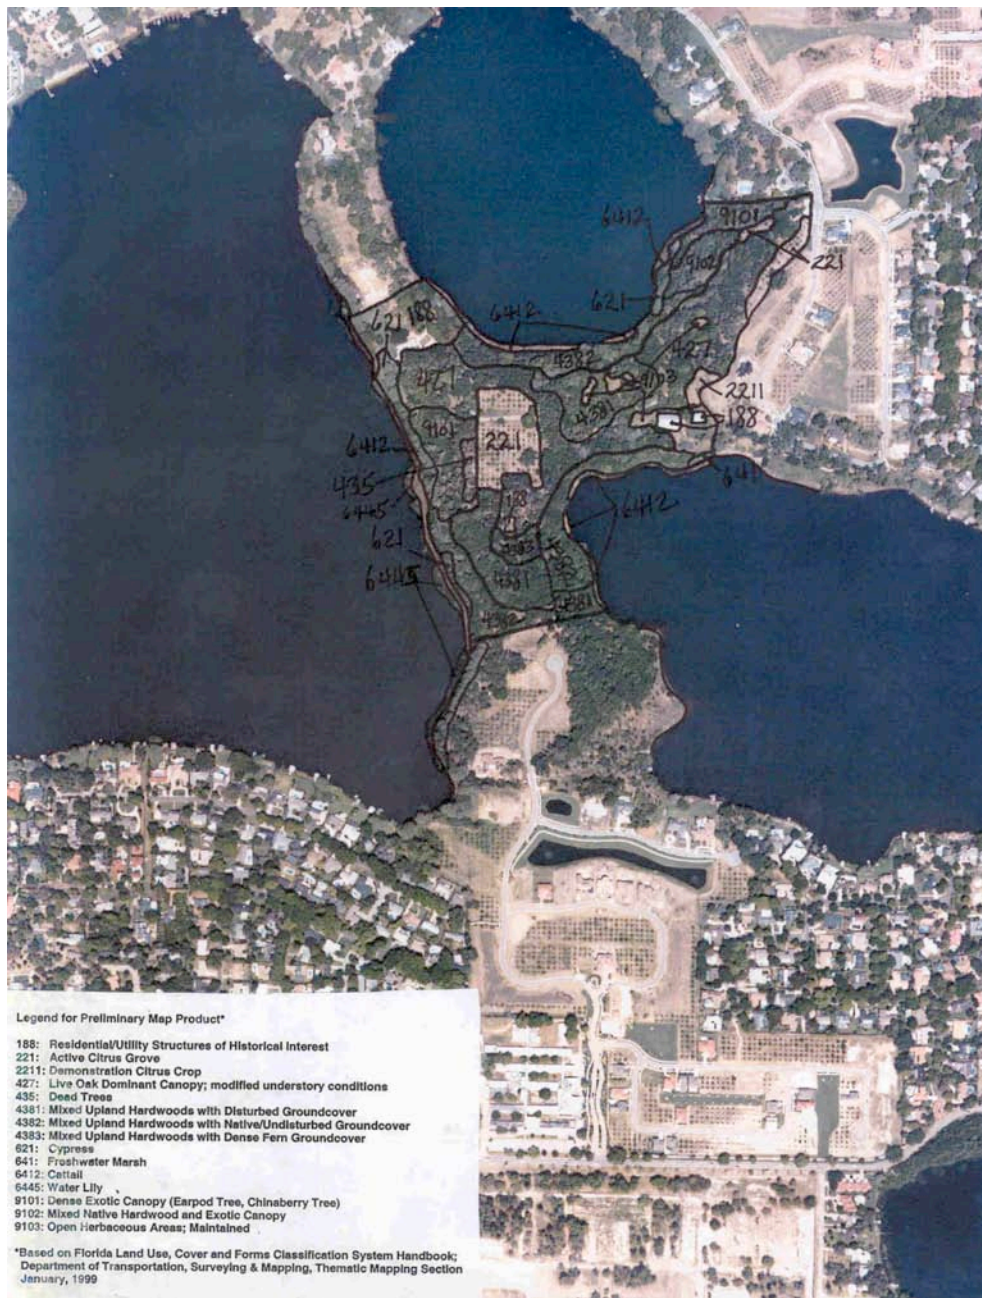 6412
9101
9102
221
621
6412
621
188
4382
427
427
9103
2211
4381
188
9101
221
6412
435
641
6445
188
6412
621
4383
6445
4381
4381
4382
Legend for Preliminary Map Product*
188: Residential/Utility Structures of Historical Interest
221: Active Citrus Grove
2211: Demonstration Citrus Crop
427: Live Oak Dominant Canopy; modified understory conditions
435: Dead Trees
4381: Mixed Upland Hardwoods with Disturbed Groundcover
4382: Mixed Upland Hardwoods with Native/Undisturbed Groundcover
4383: Mixed Upland Hardwoods with Dense Fern Groundcover
621: Cypress
641: Freshwater Marsh
6412: Cattail
6445: Water Lily
9101: Dense Exotic Canopy (Earpod Tree, Chinaberry Tree)
9102: Mixed Native Hardwood and Exotic Canopy
9103: Open Herbaceous Areas; Maintained
*Based on Florida Land Use, Cover and Forms Classification System Handbook;
Department of Transportation, Surveying & Mapping, Thematic Mapping Section
January, 1999